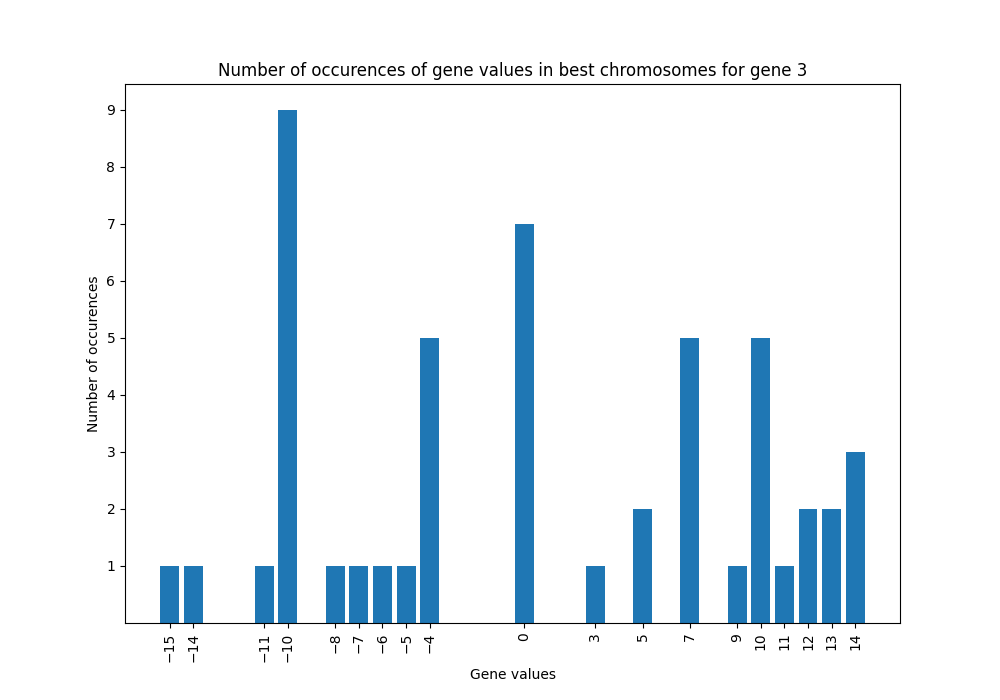 Number of occurences of gene values in best chromosomes for gene 3
Number of occurences
9
8
7
6
5
4
3
2
1
−15 −14 −11 −10 −8 −7 −6 −5 −4 0 3 5 7 9 10 11 12 13 14
Gene values